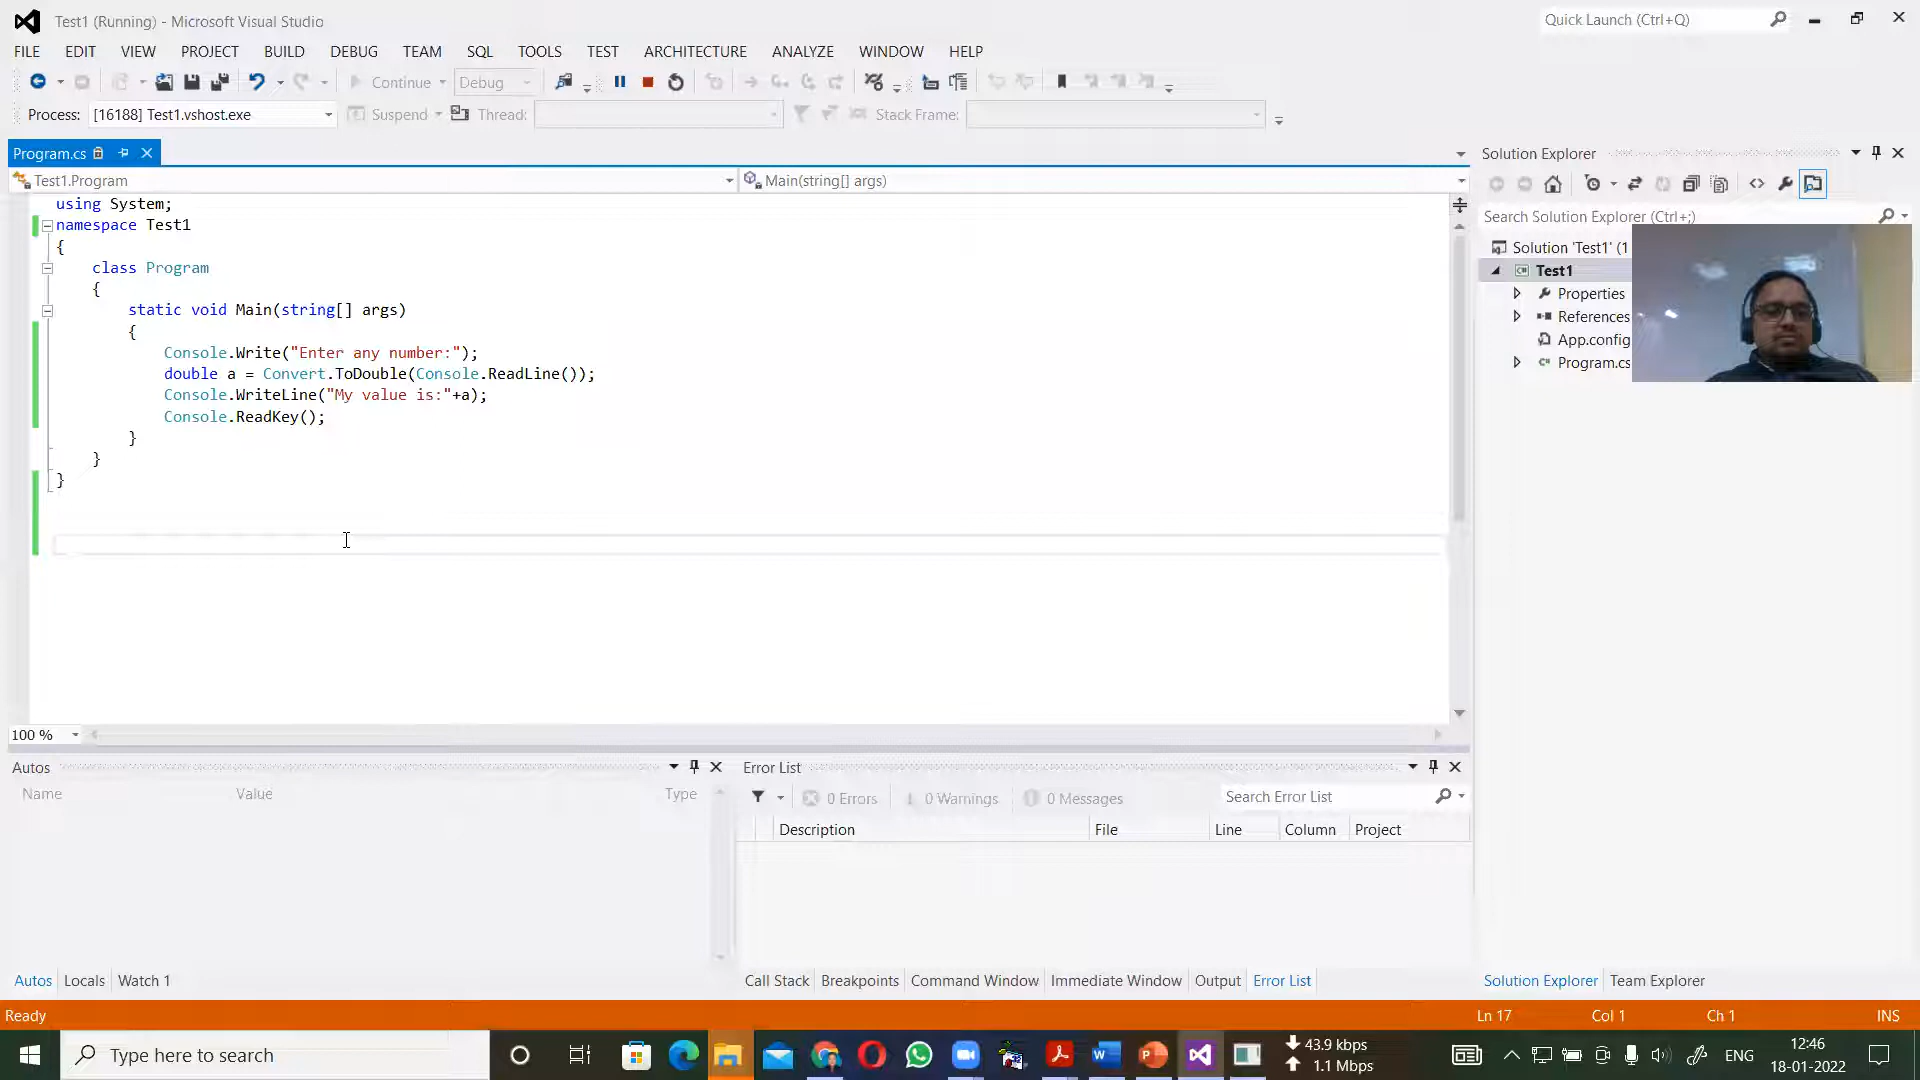 Test1 (Running) - Microsoft Visual Studio
Quick Launch (Ctrl+Q)
FILE EDIT VIEW PROJECT BUILD DEBUG TEAM SQL TOOLS TEST ARCHITECTURE ANALYZE WINDOW HELP
Continue Debug
Process: [16188] Test1.vshost.exe Suspend Thread: Stack Frame:
Program.cs
Test1.Program Main(string[] args)
using System;
namespace Test1
{
class Program
{
static void Main(string[] args)
{
Console.Write("Enter any number:");
double a = Convert.ToDouble(Console.ReadLine());
Console.WriteLine("My value is:"+a);
Console.ReadKey();
}
}
}
100 %
Solution Explorer
Search Solution Explorer (Ctrl+;)
Solution 'Test1' (1
Test1
Properties
References
App.config
Program.cs
Autos
Name Value Type
Error List
0 Errors 0 Warnings 0 Messages Search Error List
Description File Line Column Project
Autos Locals Watch 1
Call Stack Breakpoints Command Window Immediate Window Output Error List
Solution Explorer Team Explorer
Ready Ln 17 Col 1 Ch 1 INS
Type here to search
43.9 kbps
1.1 Mbps
ENG
12:46
18-01-2022